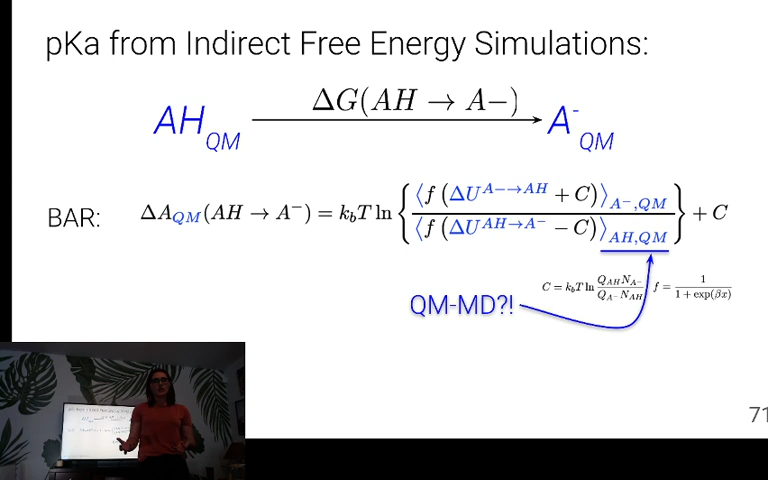 pKa from Indirect Free Energy Simulations:
AH_QM ΔG(AH → A−) A⁻_QM
BAR: ΔA_QM(AH → A⁻) = k_bT ln { ⟨f (ΔU^{A−→AH} + C)⟩_{A⁻,QM} / ⟨f (ΔU^{AH→A⁻} − C)⟩_{AH,QM} } + C
C = k_bT ln Q_{AH}N_{A⁻} / Q_{A⁻}N_{AH}, f = 1 / 1 + exp(βx)
QM-MD?!
71